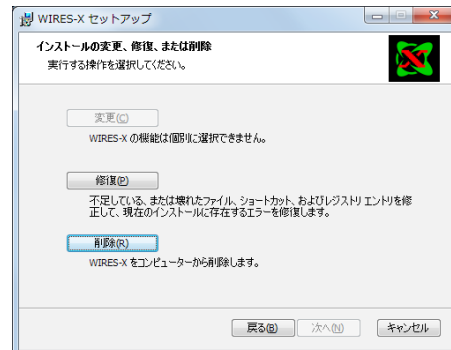 WIRES-X セットアップ
インストールの変更、修復、または削除
実行する操作を選択してください。
変更(C)
WIRES-X の機能は個別に選択できません。
修復(P)
不足している、または壊れたファイル、ショートカット、およびレジストリ エントリを修
正して、現在のインストールに存在するエラーを修復します。
削除(R)
WIRES-X をコンピューターから削除します。
戻る(B) 次へ(N) キャンセル